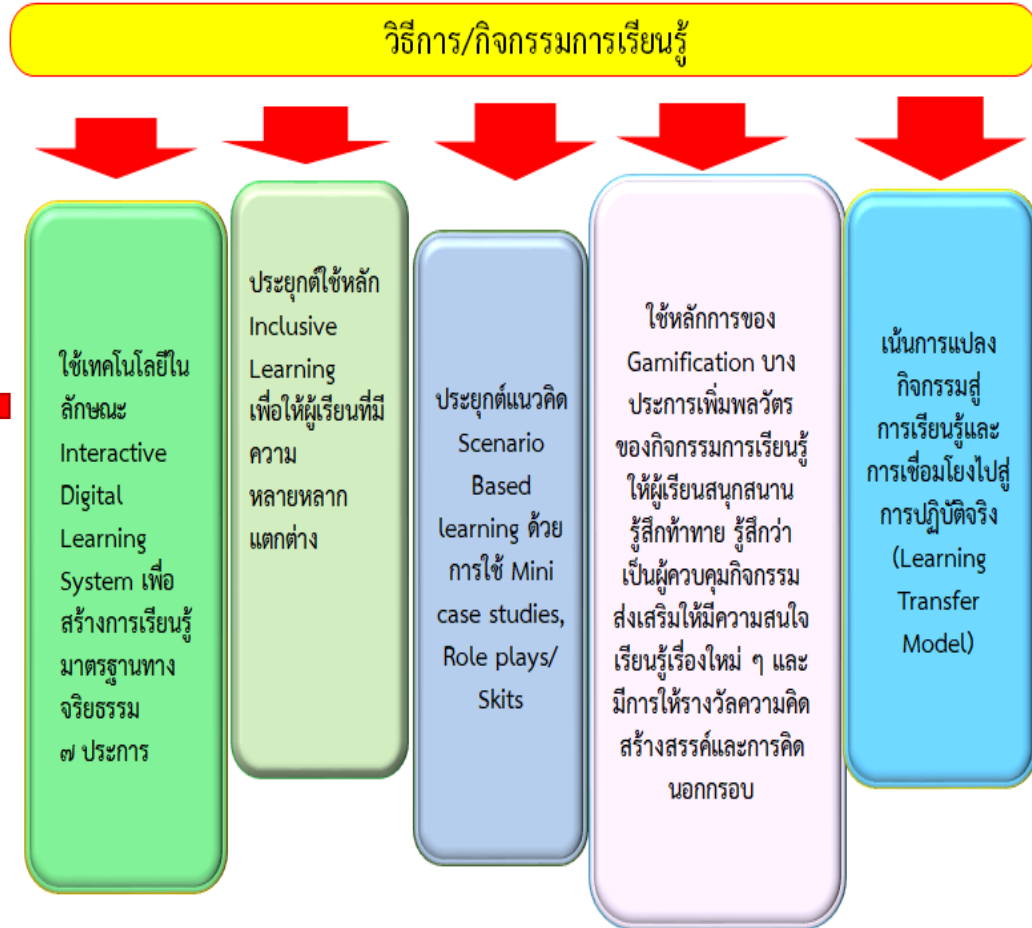 วิธีการ/กิจกรรมการเรียนรู้
ใช้เทคโนโลยีใน
ลักษณะ
Interactive
Digital
Learning
System เพื่อ
สร้างการเรียนรู้
มาตรฐานทาง
จริยธรรม
๗ ประการ
ประยุกต์ใช้หลัก
Inclusive
Learning
เพื่อให้ผู้เรียนที่มี
ความ
หลายหลาก
แตกต่าง
ประยุกต์แนวคิด
Scenario
Based
learning ด้วย
การใช้ Mini
case studies,
Role plays/
Skits
ใช้หลักการของ
Gamification บาง
ประการเพิ่มพลวัตร
ของกิจกรรมการเรียนรู้
ให้ผู้เรียนสนุกสนาน
รู้สึกท้าทาย รู้สึกว่า
เป็นผู้ควบคุมกิจกรรม
ส่งเสริมให้มีความสนใจ
เรียนรู้เรื่องใหม่ ๆ และ
มีการให้รางวัลความคิด
สร้างสรรค์และการคิด
นอกกรอบ
เน้นการแปลง
กิจกรรมสู่
การเรียนรู้และ
การเชื่อมโยงไปสู่
การปฏิบัติจริง
(Learning
Transfer
Model)